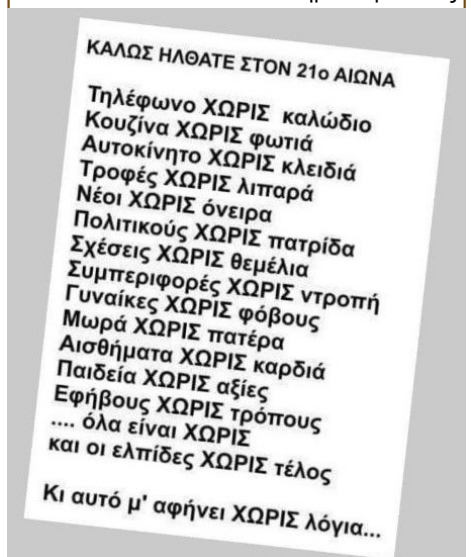 ΚΑΛΩΣ ΗΛΘΑΤΕ ΣΤΟΝ 21ο ΑΙΩΝΑ
Τηλέφωνο ΧΩΡΙΣ καλώδιο
Κουζίνα ΧΩΡΙΣ φωτιά
Αυτοκίνητο ΧΩΡΙΣ κλειδιά
Τροφές ΧΩΡΙΣ λιπαρά
Νέοι ΧΩΡΙΣ όνειρα
Πολιτικούς ΧΩΡΙΣ πατρίδα
Σχέσεις ΧΩΡΙΣ θεμέλια
Συμπεριφορές ΧΩΡΙΣ ντροπή
Γυναίκες ΧΩΡΙΣ φόβους
Μωρά ΧΩΡΙΣ πατέρα
Αισθήματα ΧΩΡΙΣ καρδιά
Παιδεία ΧΩΡΙΣ αξίες
Εφήβους ΧΩΡΙΣ τρόπους
.... όλα είναι ΧΩΡΙΣ
και οι ελπίδες ΧΩΡΙΣ τέλος
Κι αυτό μ' αφήνει ΧΩΡΙΣ λόγια...